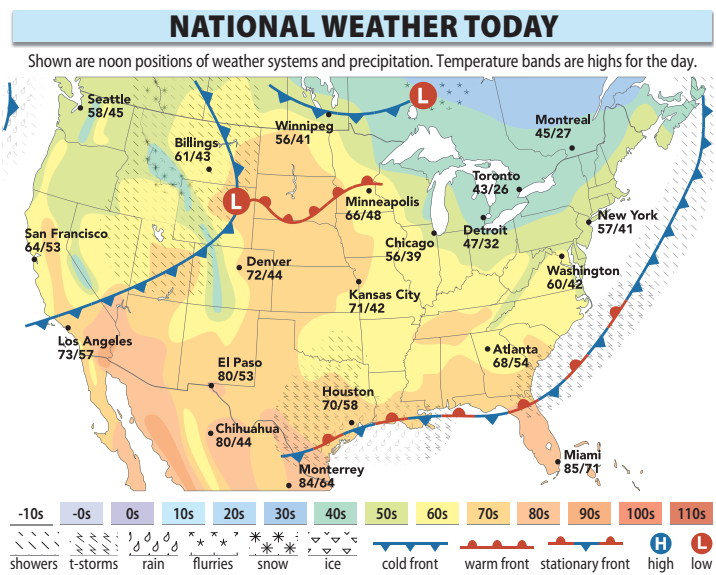 NATIONAL WEATHER TODAY
Shown are noon positions of weather systems and precipitation. Temperature bands are highs for the day.
Seattle
58/45
L
Billings
61/43
Winnipeg
56/41
Montreal
45/27
Toronto
43/26
L
Minneapolis
66/48
New York
57/41
San Francisco
64/53
Chicago
56/39
Detroit
47/32
Denver
72/44
Washington
60/42
Kansas City
71/42
Los Angeles
73/57
Atlanta
68/54
El Paso
80/53
Houston
70/58
Chihuahua
80/44
Miami
85/71
Monterrey
84/64
-10s -0s 0s 10s 20s 30s 40s 50s 60s 70s 80s 90s 100s 110s
H L
showers t-storms rain flurries snow ice cold front warm front stationary front high low